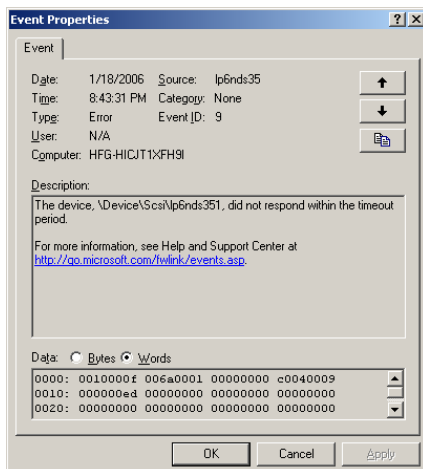 Event Properties
Event
Date: 1/18/2006 Source: lp6nds35
Time: 8:43:31 PM Category: None
Type: Error Event ID: 9
User: N/A
Computer: HFG-HICJT1XFH9I
Description:
The device, \Device\Scsi\lp6nds351, did not respond within the timeout
period.
For more information, see Help and Support Center at
http://go.microsoft.com/fwlink/events.asp.
Data: Bytes Words
0000: 0010000f 006a0001 00000000 c0040009
0010: 000000ed 00000000 00000000 00000000
0020: 00000000 00000000 00000000 00000000
OK Cancel Apply